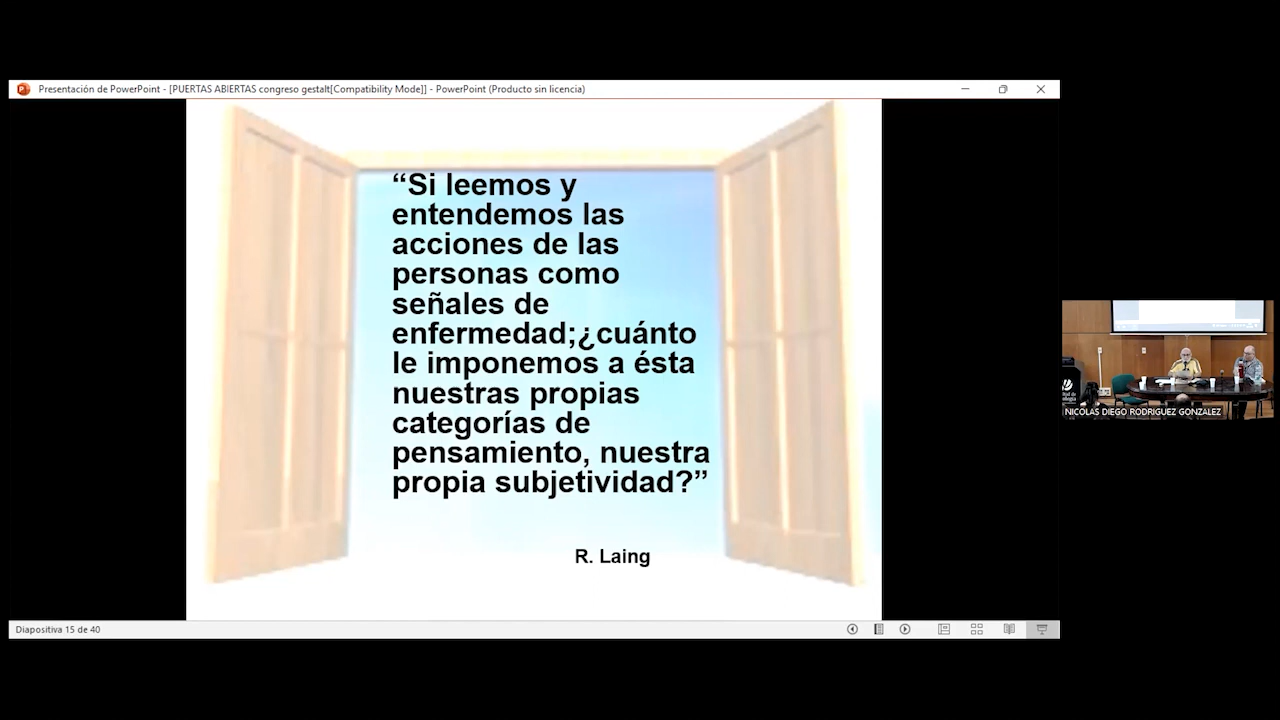 Presentación de PowerPoint - [PUERTAS ABIERTAS congreso gestalt[Compatibility Mode]] - PowerPoint (Producto sin licencia)
“Si leemos y
entendemos las
acciones de las
personas como
señales de
enfermedad;¿cuánto
le imponemos a ésta
nuestras propias
categorías de
pensamiento, nuestra
propia subjetividad?”
R. Laing
NICOLAS DIEGO RODRIGUEZ GONZALEZ
Diapositiva 15 de 40